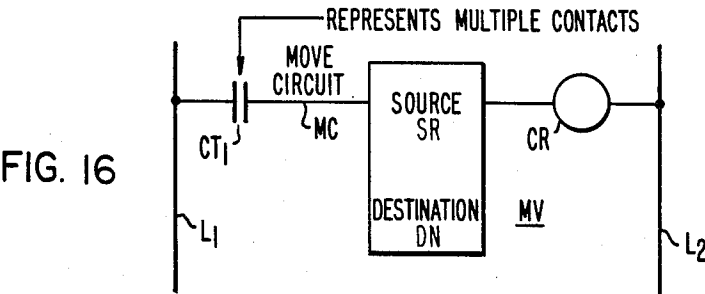 REPRESENTS MULTIPLE CONTACTS
MOVE
CIRCUIT
MC
CT1
SOURCE
SR
CR
FIG. 16
DESTINATION
DN
MV
L1
L2